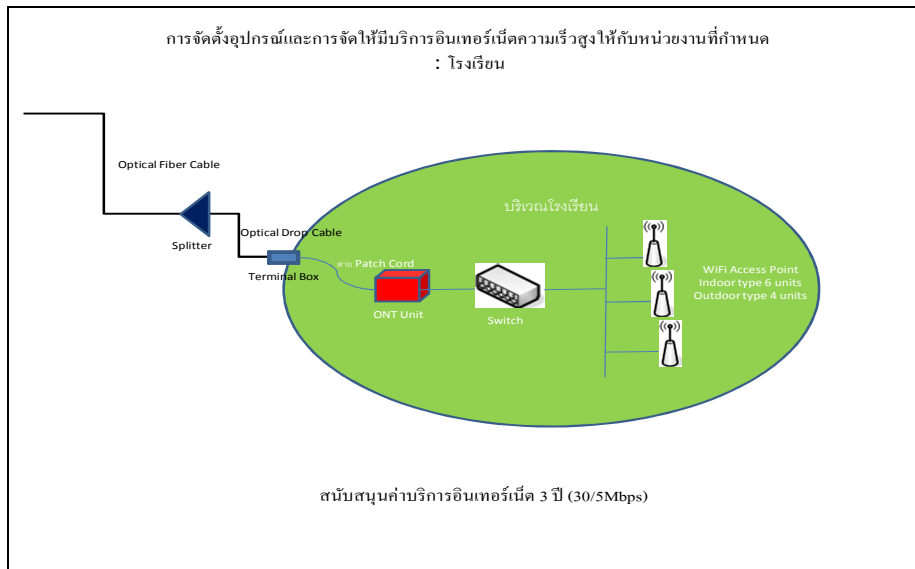 การจัดตั้งอุปกรณ์และการจัดให้มีบริการอินเทอร์เน็ตความเร็วสูงให้กับหน่วยงานที่กำหนด
: โรงเรียน
Optical Fiber Cable
Splitter
Optical Drop Cable
Terminal Box
สาย Patch Cord
ONT Unit
บริเวณโรงเรียน
Switch
WiFi Access Point
Indoor type 6 units
Outdoor type 4 units
สนับสนุนค่าบริการอินเทอร์เน็ต 3 ปี (30/5Mbps)